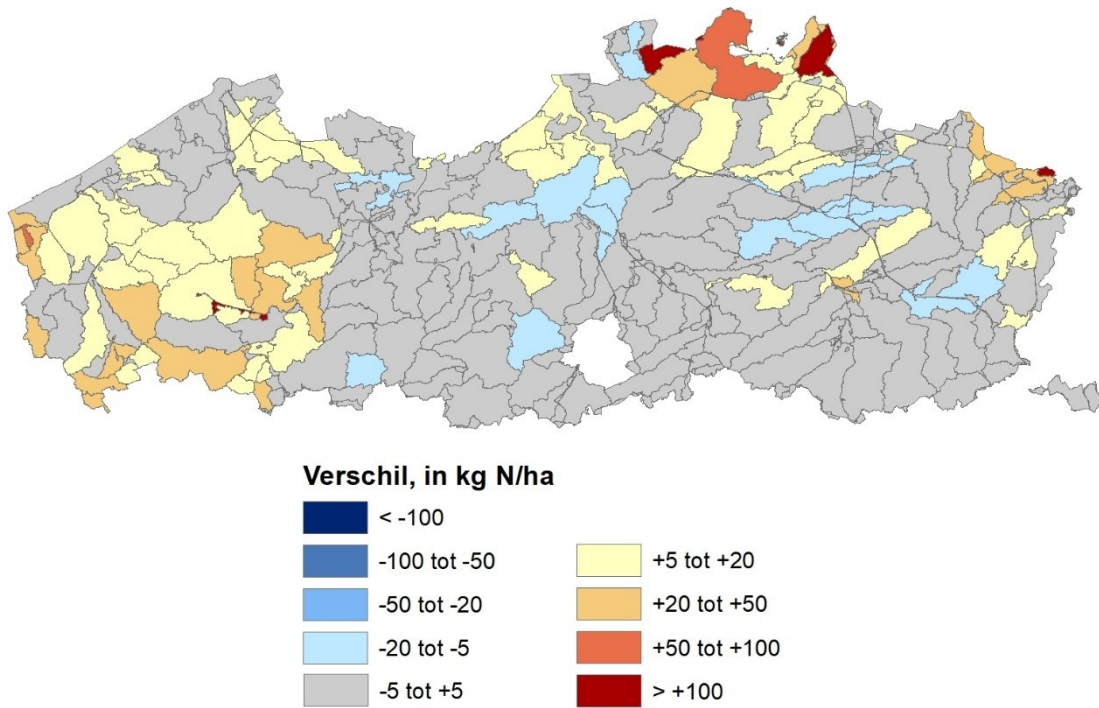 Verschil, in kg N/ha
< -100
-100 tot -50
-50 tot -20
-20 tot -5
-5 tot +5
+5 tot +20
+20 tot +50
+50 tot +100
> +100